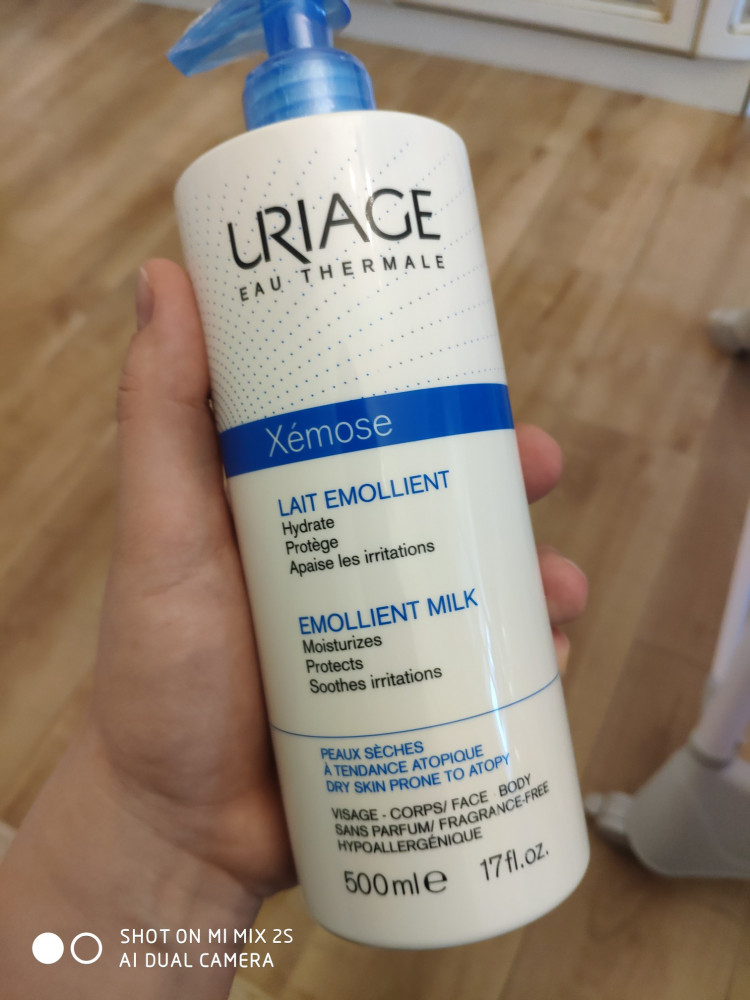 URIAGE
EAU THERMALE
Xémose
LAIT EMOLLIENT
Hydrate
Protège
Apaise les irritations
EMOLLIENT MILK
Moisturizes
Protects
Soothes irritations
PEAUX SÈCHES
À TENDANCE ATOPIQUE
DRY SKIN PRONE TO ATOPY
VISAGE - CORPS/ FACE BODY
SANS PARFUM/ FRAGRANCE-FREE
HYPOALLERGÉNIQUE
500ml e 17fl.oz.
SHOT ON MI MIX 2S
AI DUAL CAMERA